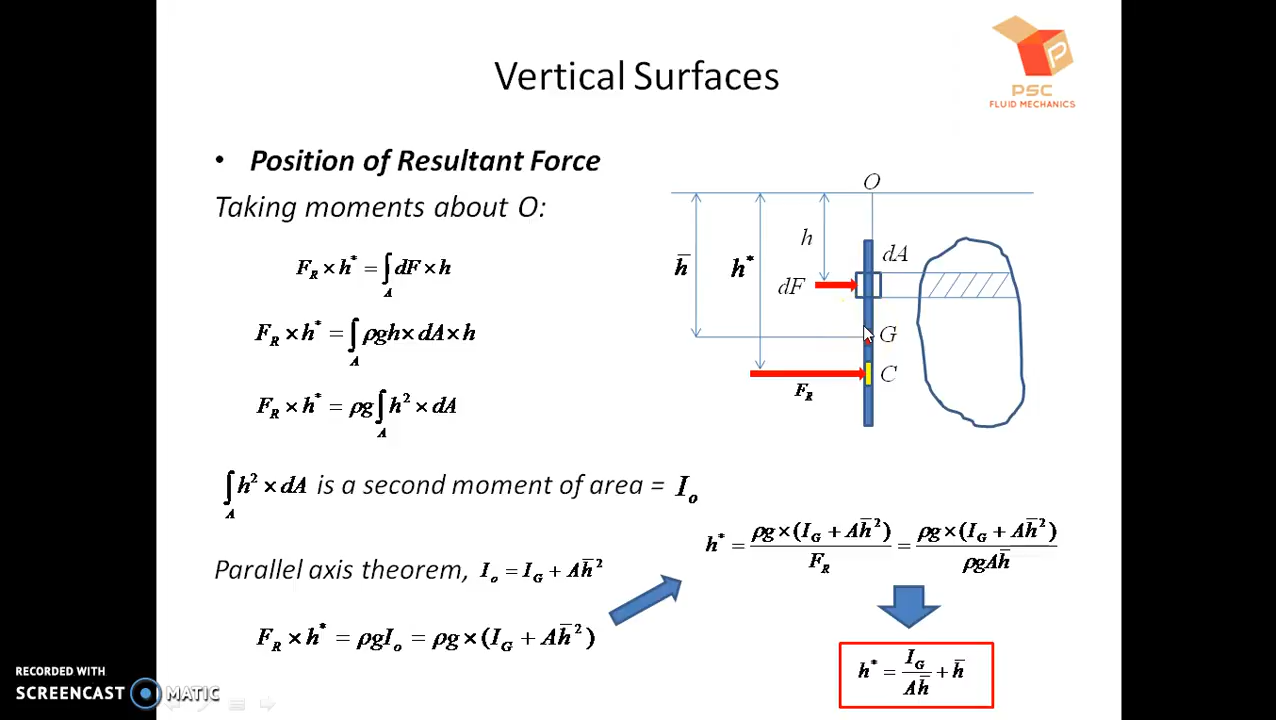 Vertical Surfaces
P
PSC
FLUID MECHANICS
• Position of Resultant Force
Taking moments about O:
F_R × h* = ∫_A dF × h
F_R × h* = ∫_A ρgh × dA × h
F_R × h* = ρg ∫_A h² × dA
∫_A h² × dA is a second moment of area = I_o
Parallel axis theorem, I_o = I_G + Ah̅²
F_R × h* = ρgI_o = ρg × (I_G + Ah̅²)
O
h
dA
h̅
h*
dF
G
C
F_R
h* = ρg × (I_G + Ah̅²) / F_R = ρg × (I_G + Ah̅²) / ρgAh̅
h* = I_G / Ah̅ + h̅
RECORDED WITH
SCREENCAST MATIC